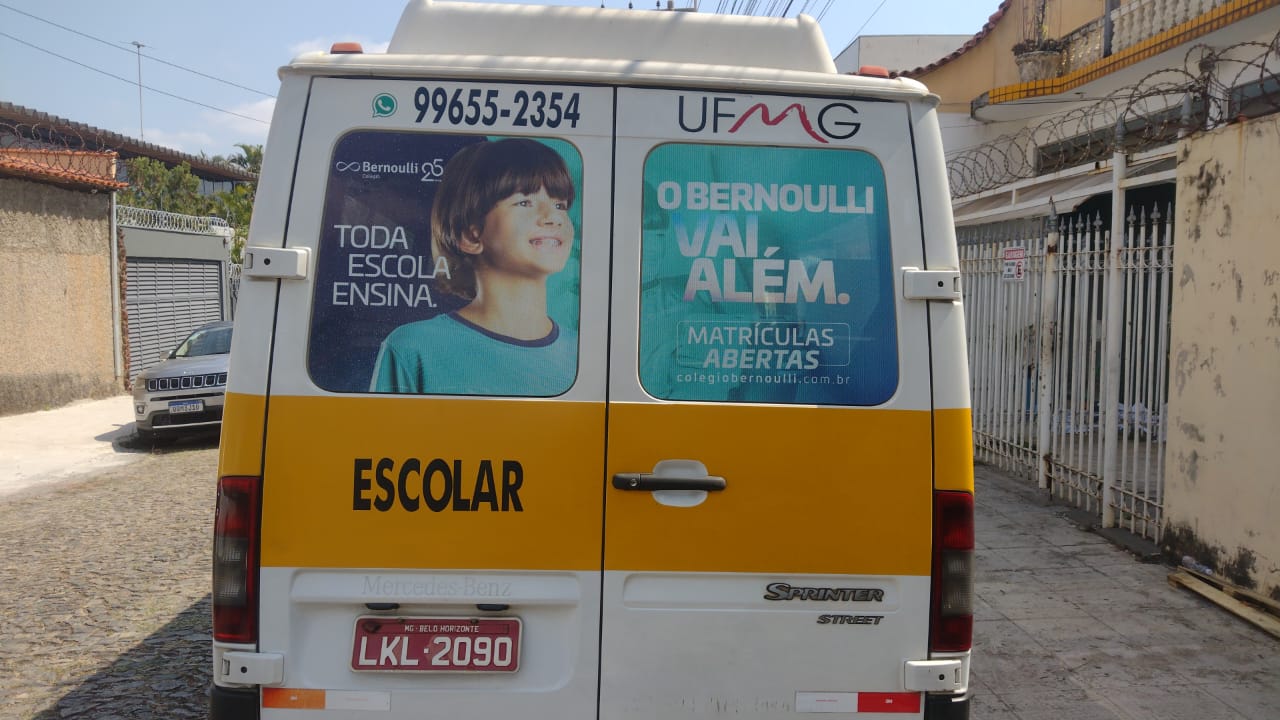 99655-2354
UFMG
Bernoulli 25
Colégio
TODA
ESCOLA
ENSINA.
O BERNOULLI
VAI
ALÉM.
MATRÍCULAS
ABERTAS
colegiobernoulli.com.br
ESCOLAR
Mercedes-Benz
SPRINTER
STREET
MG - BELO HORIZONTE
LKL·2090